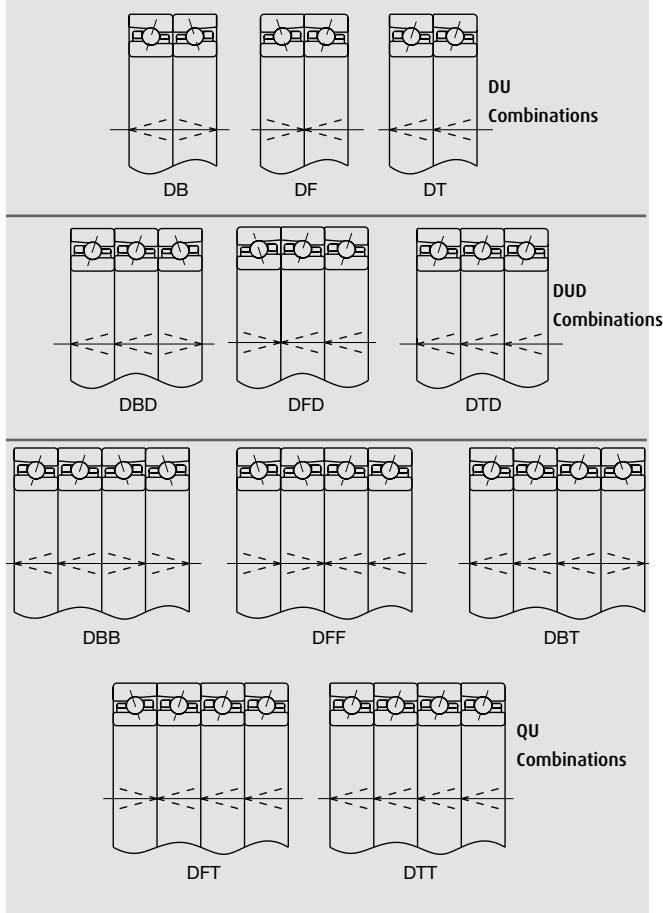 DU
Combinations
DB DF DT
DUD
Combinations
DBD DFD DTD
DBB DFF DBT
QU
Combinations
DFT DTT